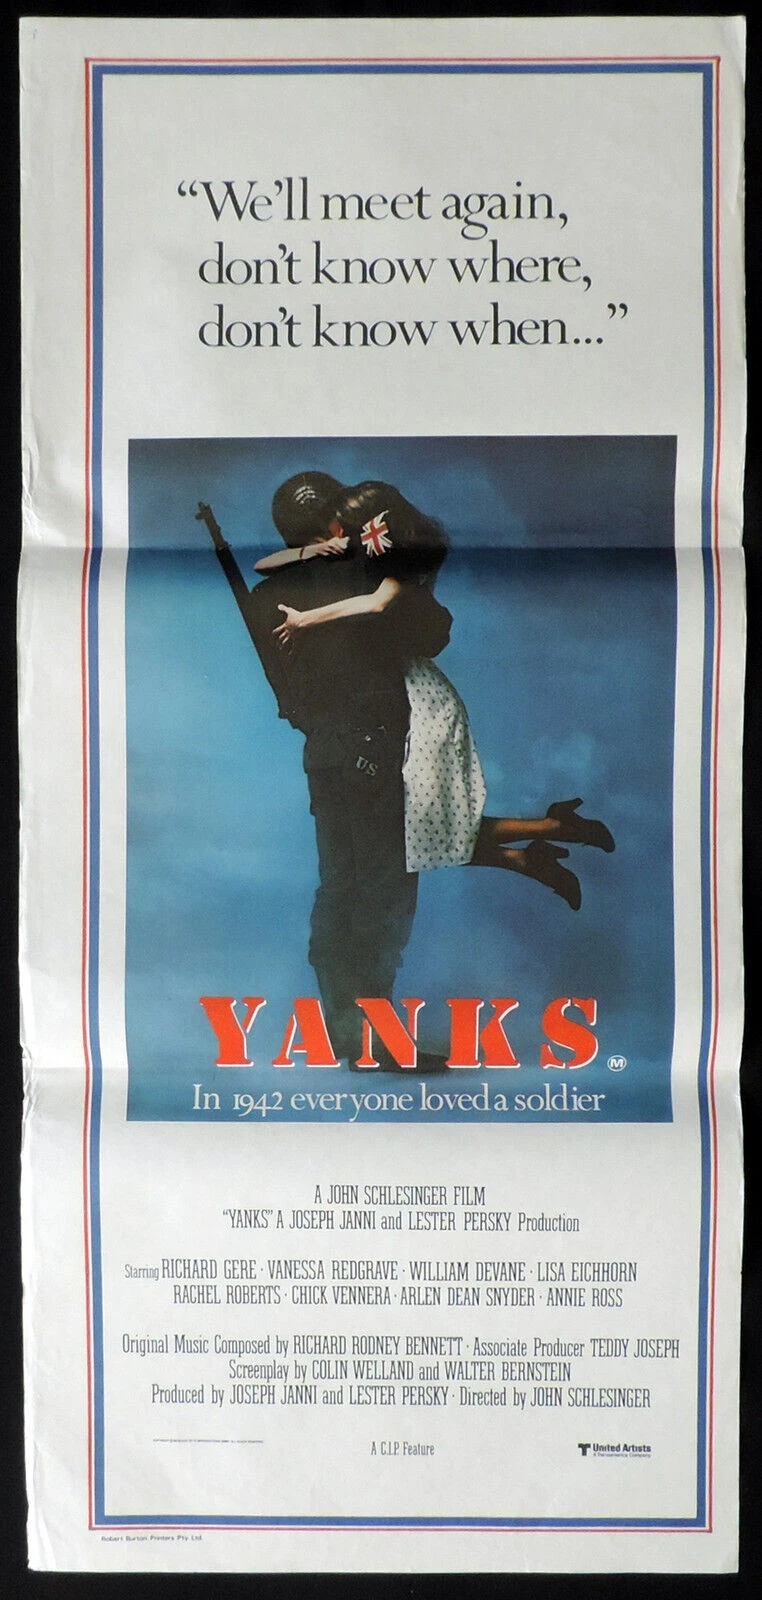 “We'll meet again,
don't know where,
don't know when...”
US
YANKS
M
In 1942 everyone loved a soldier
A JOHN SCHLESINGER FILM
“YANKS” A JOSEPH JANNI and LESTER PERSKY Production
Starring RICHARD GERE · VANESSA REDGRAVE · WILLIAM DEVANE · LISA EICHHORN
RACHEL ROBERTS · CHICK VENNERA · ARLEN DEAN SNYDER · ANNIE ROSS
Original Music Composed by RICHARD RODNEY BENNETT · Associate Producer TEDDY JOSEPH
Screenplay by COLIN WELLAND and WALTER BERNSTEIN
Produced by JOSEPH JANNI and LESTER PERSKY · Directed by JOHN SCHLESINGER
A C.I.P. Feature
United Artists
A Transamerica Company
Robert Burton Printers Pty. Ltd.